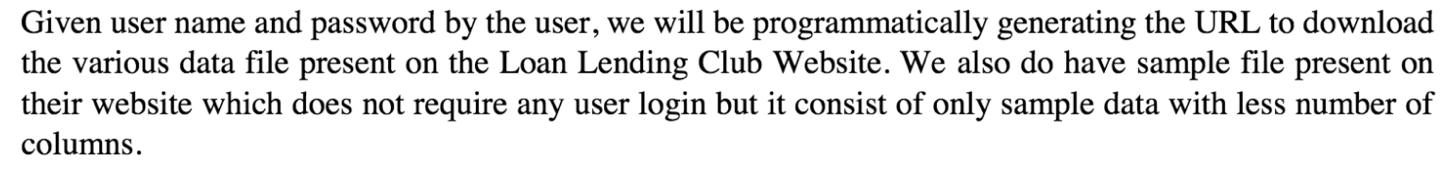 Given user name and password by the user, we will be programmatically generating the URL to download
the various data file present on the Loan Lending Club Website. We also do have sample file present on
their website which does not require any user login but it consist of only sample data with less number of
columns.